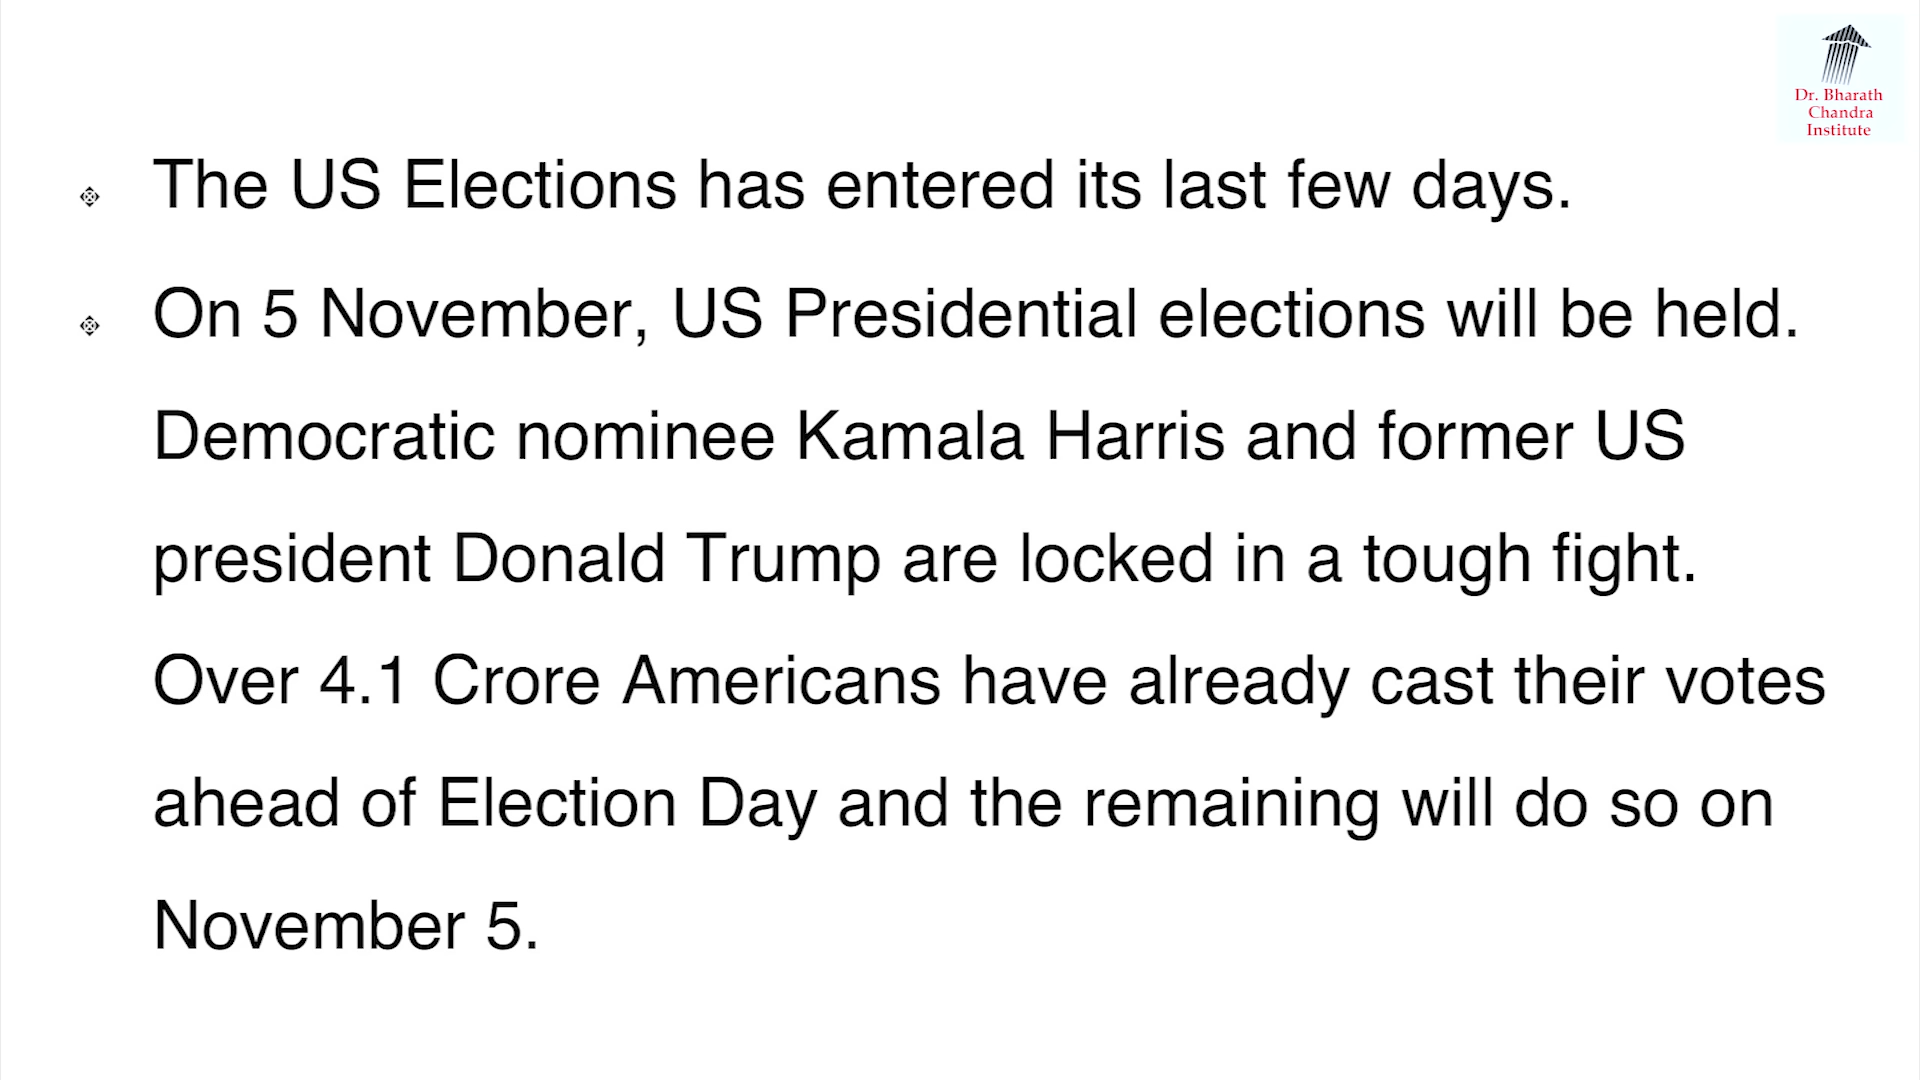 Dr. Bharath
Chandra
Institute
The US Elections has entered its last few days.
On 5 November, US Presidential elections will be held.
Democratic nominee Kamala Harris and former US
president Donald Trump are locked in a tough fight.
Over 4.1 Crore Americans have already cast their votes
ahead of Election Day and the remaining will do so on
November 5.